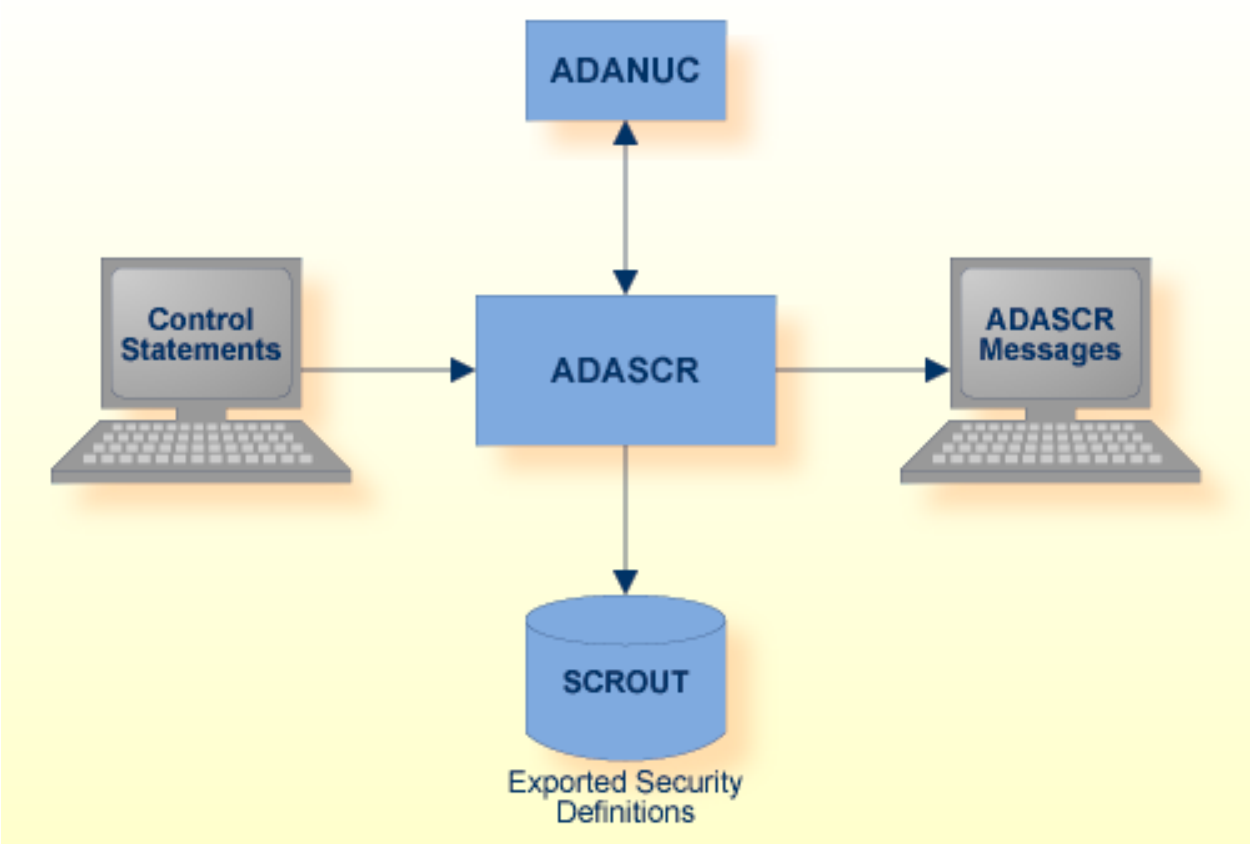 ADANUC
Control
Statements
ADASCR
ADASCR
Messages
SCROUT
Exported Security
Definitions